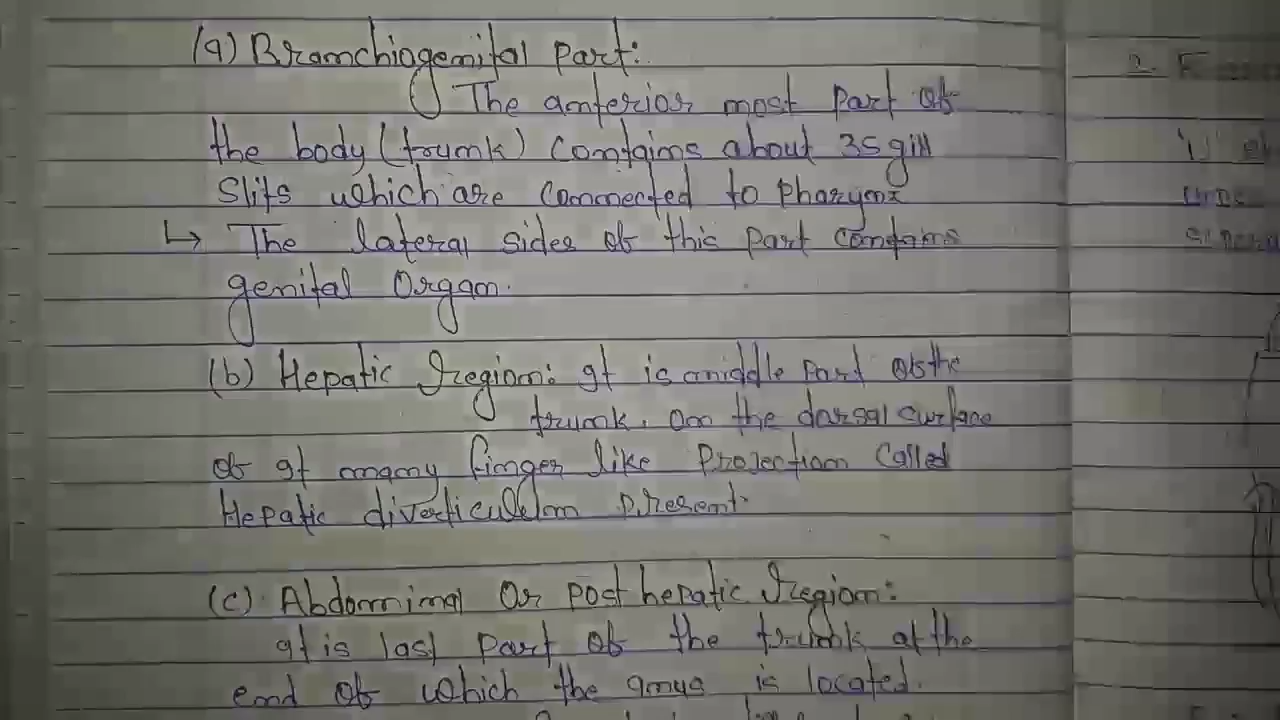 (a) Branchiogenital Part:
The anterior most part of
the body (trunk) contains about 35 gill
slits which are connected to Pharynx
↳ The lateral sides of this part contains
genital organ.
(b) Hepatic region: It is middle part of the
trunk. on the darsal surface
of It many finger like Projection called
Hepatic diverticulum Present.
(c) Abdominal or post hepatic region:
It is last part of the trunk at the
end of which the anus is located.
2.